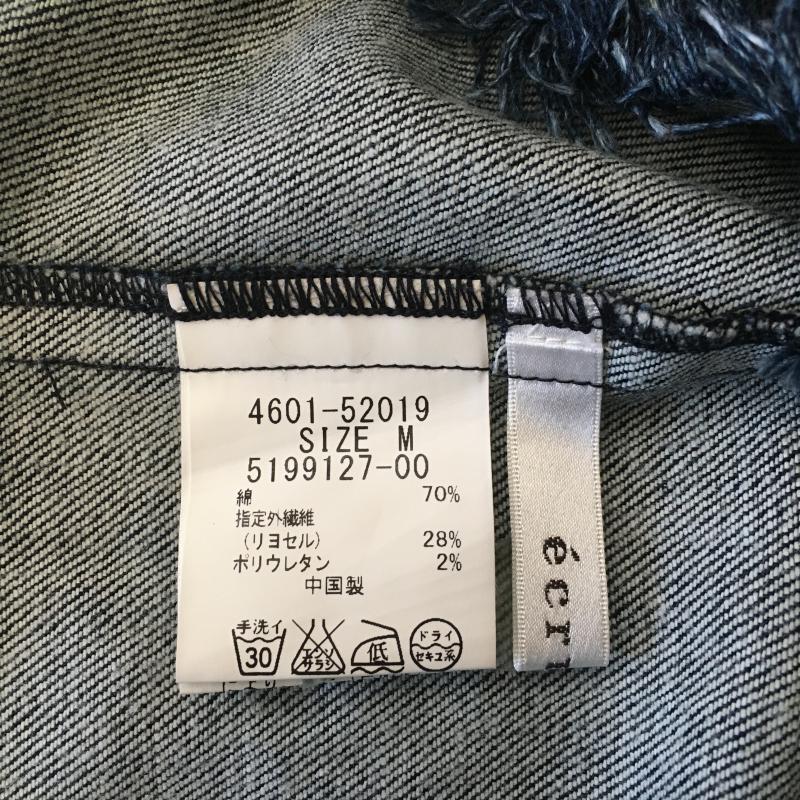 4601-52019
SIZE M
5199127-00
綿 70%
指定外繊維
(リヨセル) 28%
ポリウレタン 2%
中国製
手洗イ
30
エンソ
サラシ
低
ドライ
セキユ系
écru